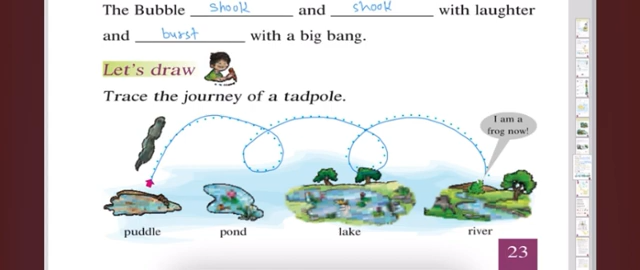 The Bubble shook and shook with laughter
and burst with a big bang.
Let's draw
Trace the journey of a tadpole.
I am a
frog now!
puddle pond lake river
23